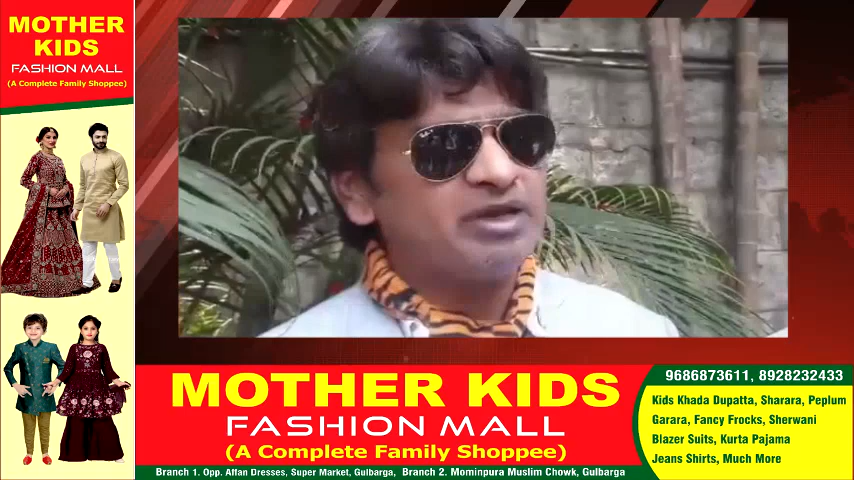 MOTHER
KIDS
FASHION MALL
(A Complete Family Shoppee)
MOTHER KIDS
FASHION MALL
(A Complete Family Shoppee)
Branch 1. Opp. Affan Dresses, Super Market, Gulbarga, Branch 2. Mominpura Muslim Chowk, Gulbarga
9686873611, 8928232433
Kids Khada Dupatta, Sharara, Peplum
Garara, Fancy Frocks, Sherwani
Blazer Suits, Kurta Pajama
Jeans Shirts, Much More